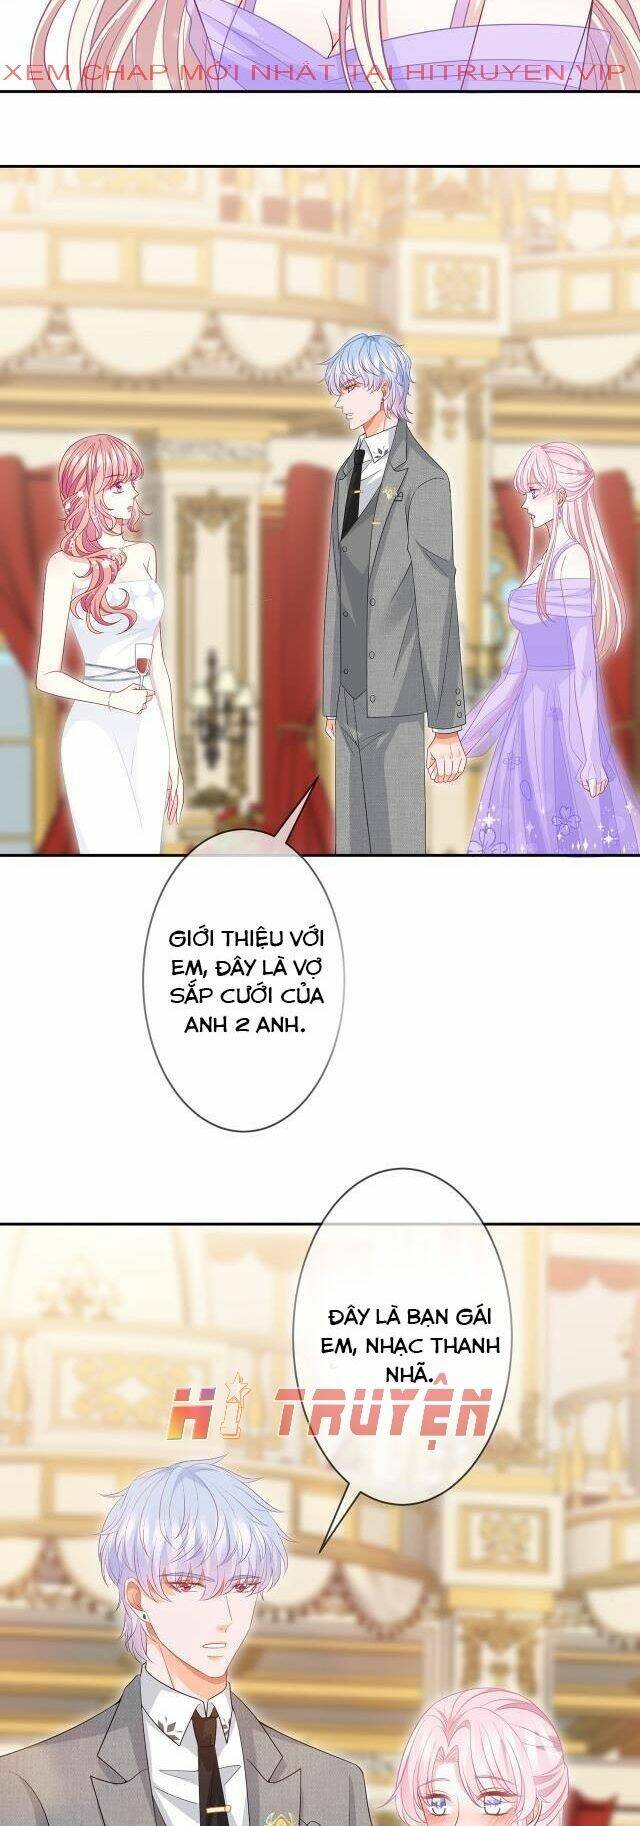 XEM CHAP MỚI NHẤT TẠI HITRUYEN.VIP
GIỚI THIỆU VỚI
EM, ĐÂY LÀ VỢ
SẮP CƯỚI CỦA
ANH 2 ANH.
ĐÂY LÀ BẠN GÁI
EM, NHẠC THANH
NHÃ.
HI TRUYỆN